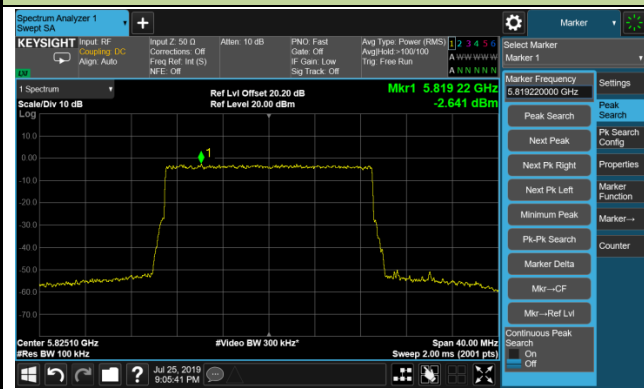 Spectrum Analyzer 1
Swept SA
Marker
KEYSIGHT
Input: RF
Coupling: DC
Align: Auto
Input Z: 50 Ω
Corrections: Off
Freq Ref: Int (S)
NFE: Off
Atten: 10 dB
PNO: Fast
Gate: Off
IF Gain: Low
Sig Track: Off
Avg Type: Power (RMS)
Avg|Hold:>100/100
Trig: Free Run
1 2 3 4 5 6
A W W W W W
A N N N N N
Select Marker
Marker 1
LXI
1 Spectrum
Scale/Div 10 dB
Log
Ref Lvl Offset 20.20 dB
Ref Level 20.00 dBm
Mkr1 5.819 22 GHz
-2.641 dBm
10.0
0.00
-10.0
-20.0
-30.0
-40.0
-50.0
-60.0
-70.0
1
Center 5.82510 GHz
#Res BW 100 kHz
#Video BW 300 kHz*
Span 40.00 MHz
Sweep 2.00 ms (2001 pts)
Marker Frequency
5.819220000 GHz
Peak Search
Next Peak
Next Pk Right
Next Pk Left
Minimum Peak
Pk-Pk Search
Marker Delta
Mkr→CF
Mkr→Ref Lvl
Continuous Peak
Search
On
Off
Settings
Peak
Search
Pk Search
Config
Properties
Marker
Function
Marker→
Counter
Jul 25, 2019
9:05:41 PM